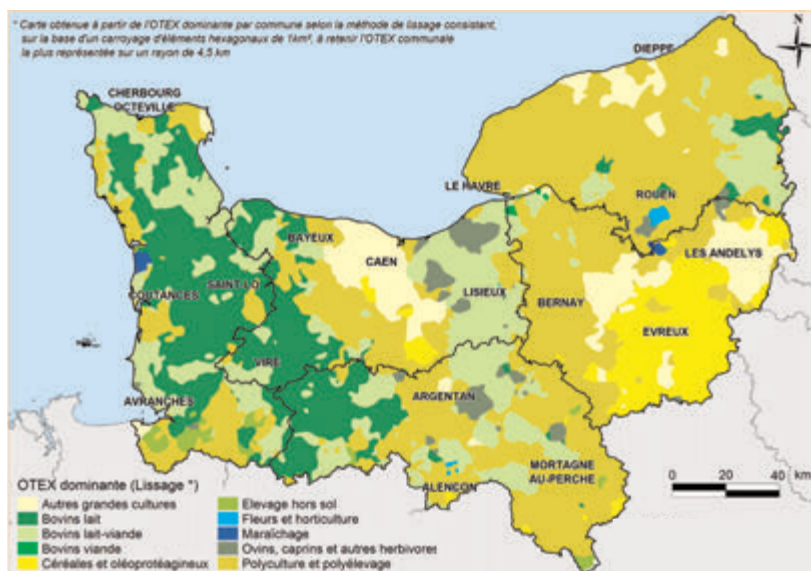 * Carte obtenue à partir de l'OTEX dominante par commune selon la méthode de lissage consistant,
sur la base d'un carroyage d'éléments hexagonaux de 1km², à retenir l'OTEX communale
la plus représentée sur un rayon de 4,5 km
N
DIEPPE
CHERBOURG
OCTEVILLE
LE HAVRE
ROUEN
BAYEUX
CAEN
LES ANDELYS
SAINT-LO
COUTANCES
LISIEUX
BERNAY
EVREUX
VIRE
AVRANCHES
ARGENTAN
MORTAGNE
AU-PERCHE
ALENCON
0 20 40 km
OTEX dominante (Lissage *)
Autres grandes cultures
Bovins lait
Bovins lait-viande
Bovins viande
Céréales et oléoprotéagineux
Elevage hors sol
Fleurs et horticulture
Maraîchage
Ovins, caprins et autres herbivores
Polyculture et polyélevage